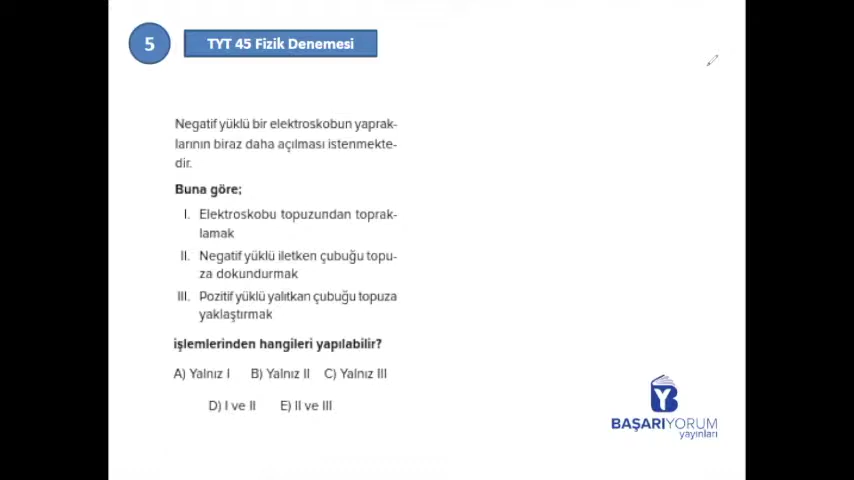 5
TYT 45 Fizik Denemesi
Negatif yüklü bir elektroskobun yaprak-
larının biraz daha açılması istenmekte-
dir.
Buna göre;
I. Elektroskobu topuzundan toprak-
lamak
II. Negatif yüklü iletken çubuğu topu-
za dokundurmak
III. Pozitif yüklü yalıtkan çubuğu topuza
yaklaştırmak
işlemlerinden hangileri yapılabilir?
A) Yalnız I B) Yalnız II C) Yalnız III
D) I ve II E) II ve III
BAŞARIYORUM
yayınları